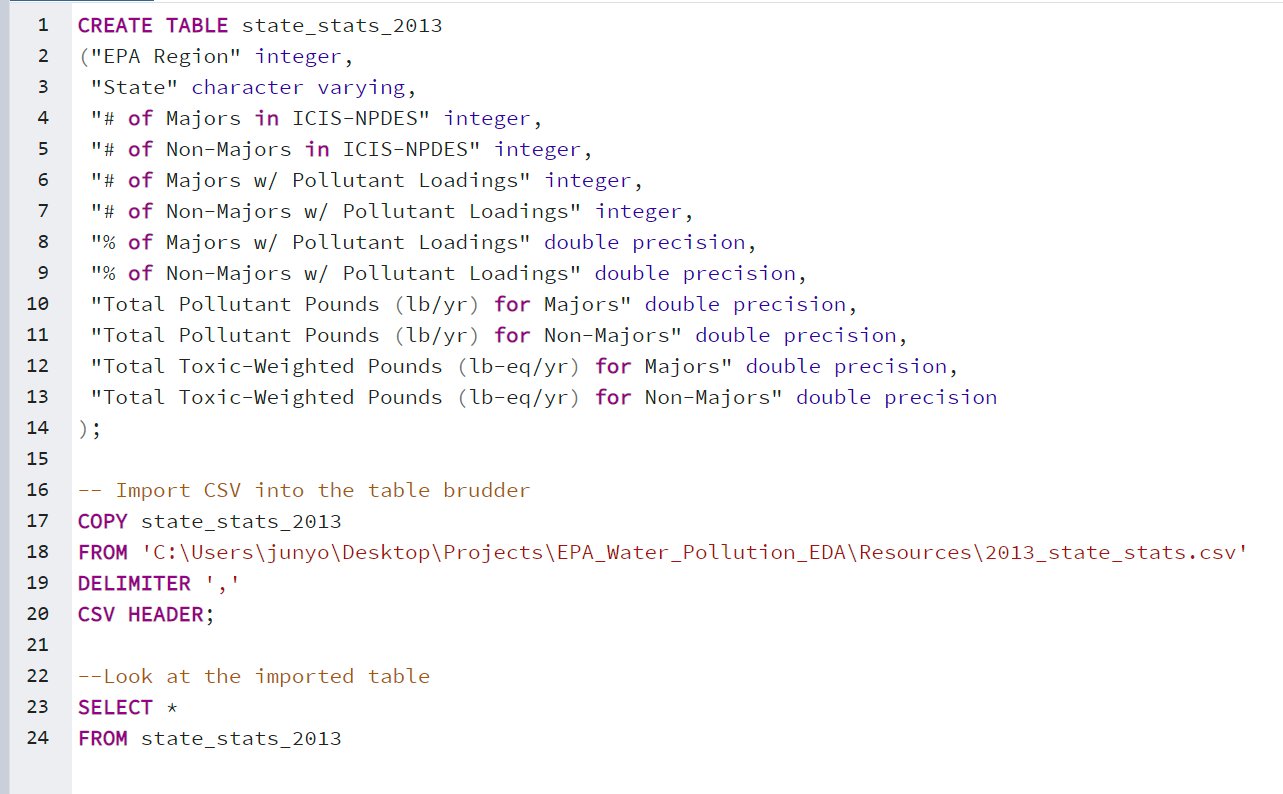 1 CREATE TABLE state_stats_2013
2 ("EPA Region" integer,
3 "State" character varying,
4 "# of Majors in ICIS-NPDES" integer,
5 "# of Non-Majors in ICIS-NPDES" integer,
6 "# of Majors w/ Pollutant Loadings" integer,
7 "# of Non-Majors w/ Pollutant Loadings" integer,
8 "% of Majors w/ Pollutant Loadings" double precision,
9 "% of Non-Majors w/ Pollutant Loadings" double precision,
10 "Total Pollutant Pounds (lb/yr) for Majors" double precision,
11 "Total Pollutant Pounds (lb/yr) for Non-Majors" double precision,
12 "Total Toxic-Weighted Pounds (lb-eq/yr) for Majors" double precision,
13 "Total Toxic-Weighted Pounds (lb-eq/yr) for Non-Majors" double precision
14 );
15
16 -- Import CSV into the table brudder
17 COPY state_stats_2013
18 FROM 'C:\Users\junyo\Desktop\Projects\EPA_Water_Pollution_EDA\Resources\2013_state_stats.csv'
19 DELIMITER ','
20 CSV HEADER;
21
22 --Look at the imported table
23 SELECT *
24 FROM state_stats_2013